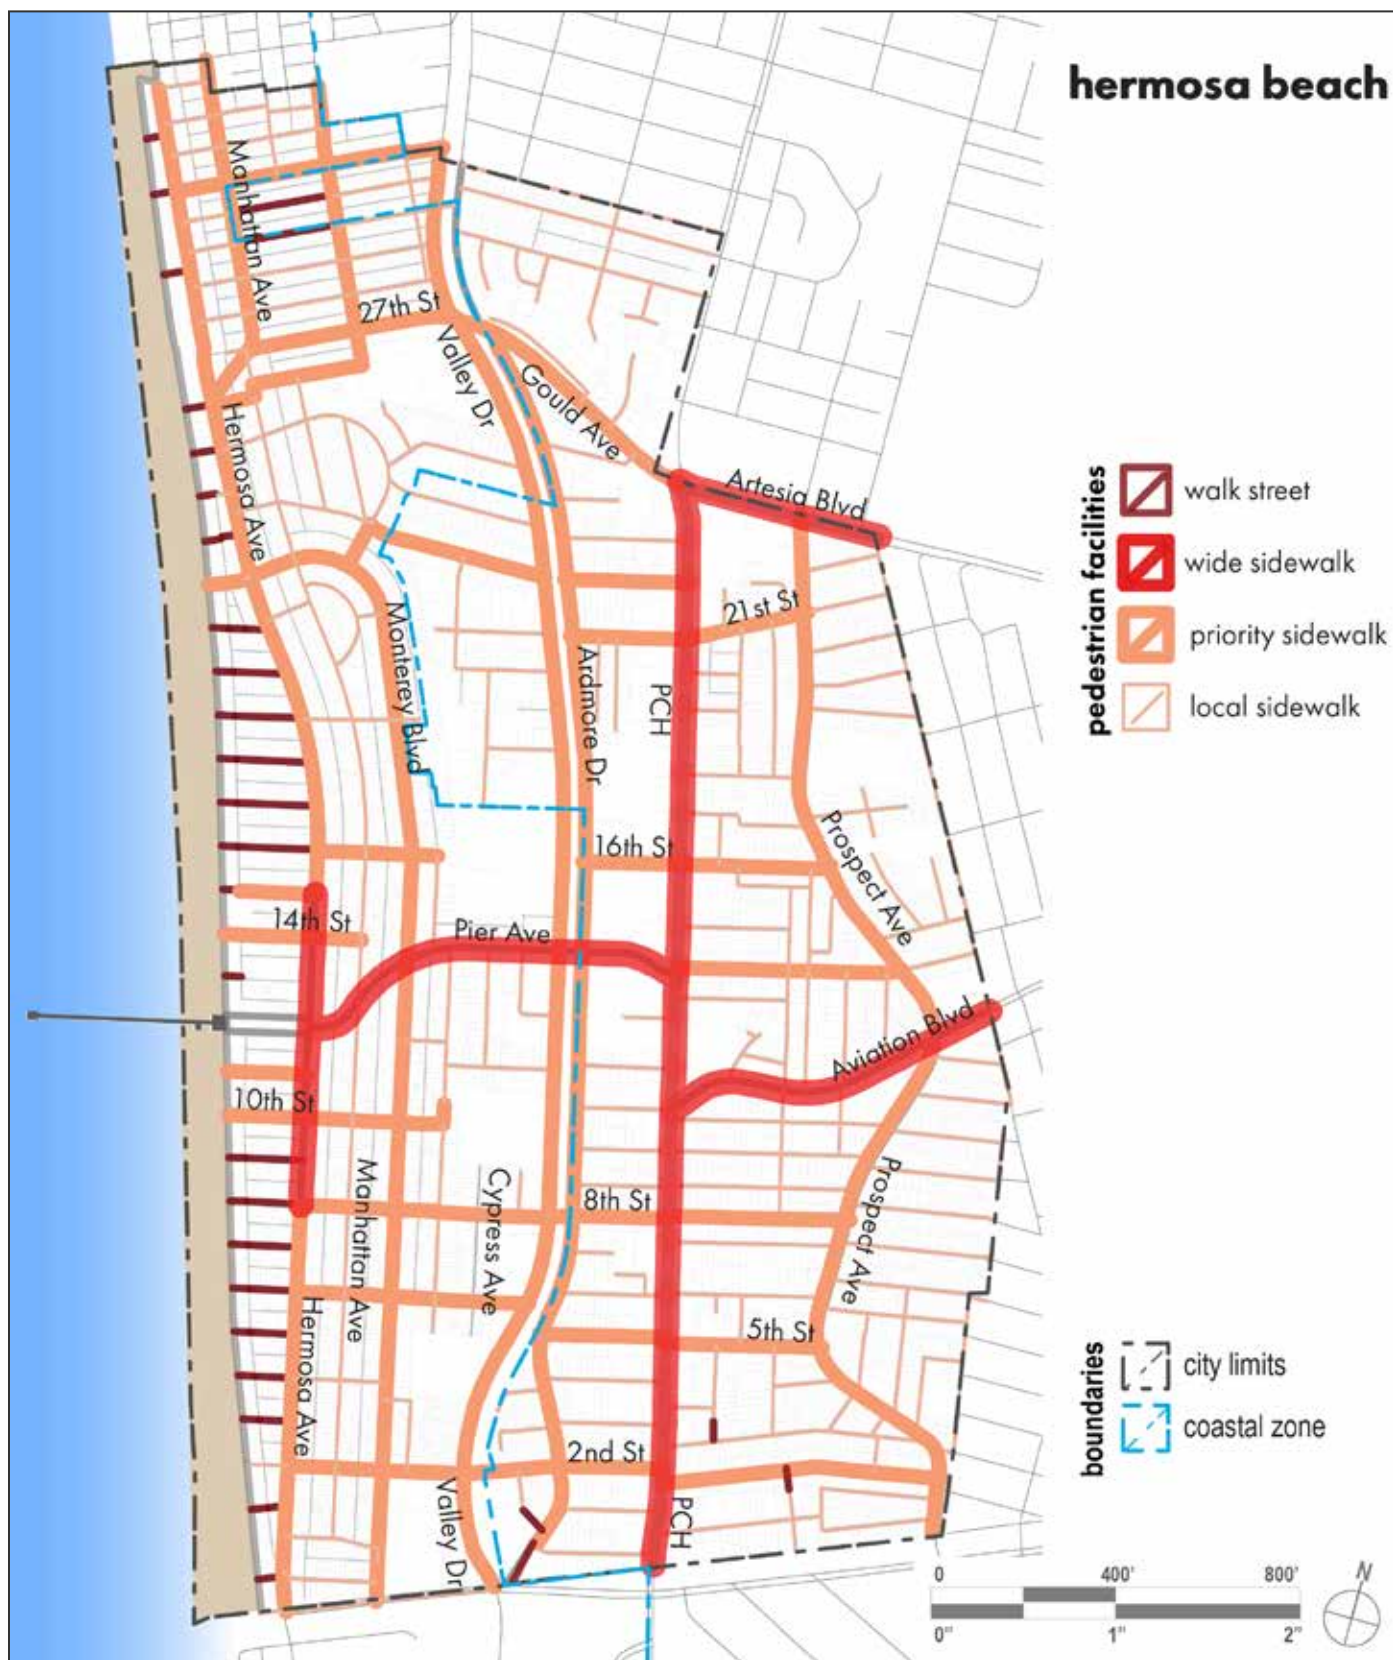 hermosa beach
Manhattan Ave
27th St
Valley Dr
Gould Ave
Hermosa Ave
Artesia Blvd
pedestrian facilities
walk street
wide sidewalk
priority sidewalk
local sidewalk
21st St
Monterey Blvd
Ardmore Dr
PCH
16th St
Prospect Ave
14th St
Pier Ave
Aviation Blvd
10th St
Manhattan Ave
Cypress Ave
8th St
Prospect Ave
Hermosa Ave
5th St
boundaries
city limits
coastal zone
2nd St
Valley Dr
PCH
0 400' 800'
0" 1" 2"
N